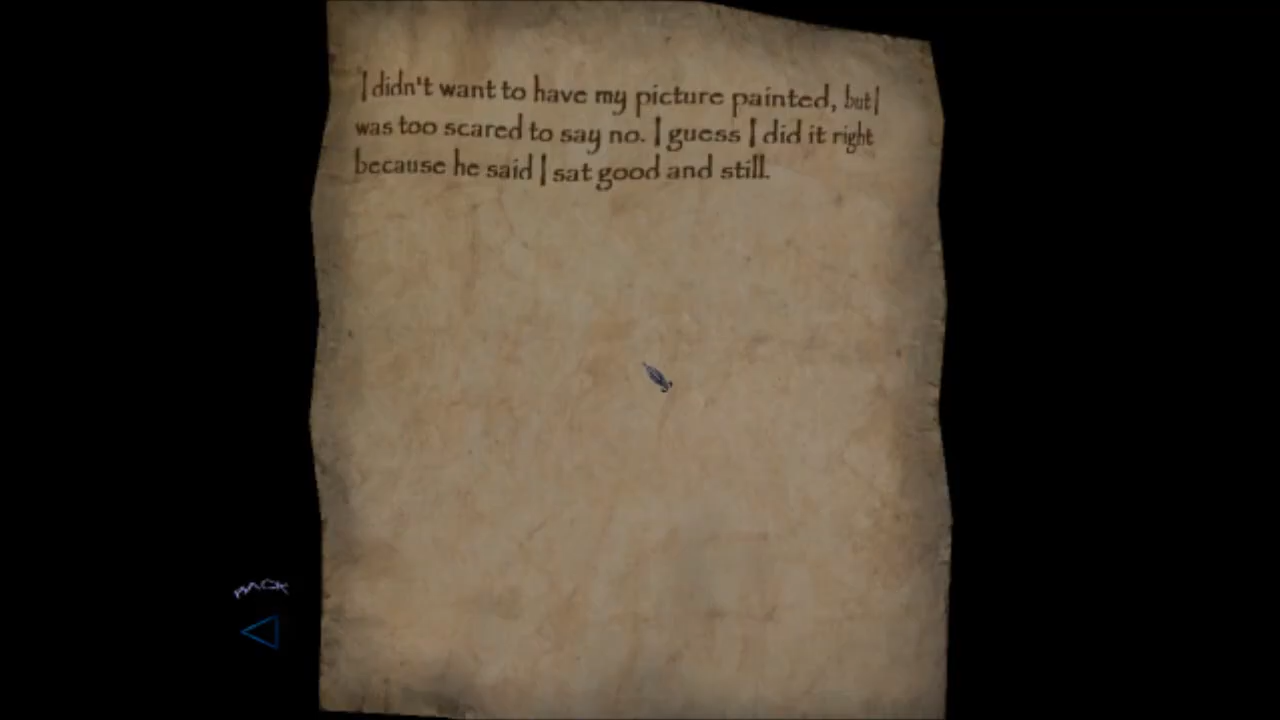 I didn't want to have my picture painted, but I
was too scared to say no. I guess I did it right
because he said I sat good and still.
BACK